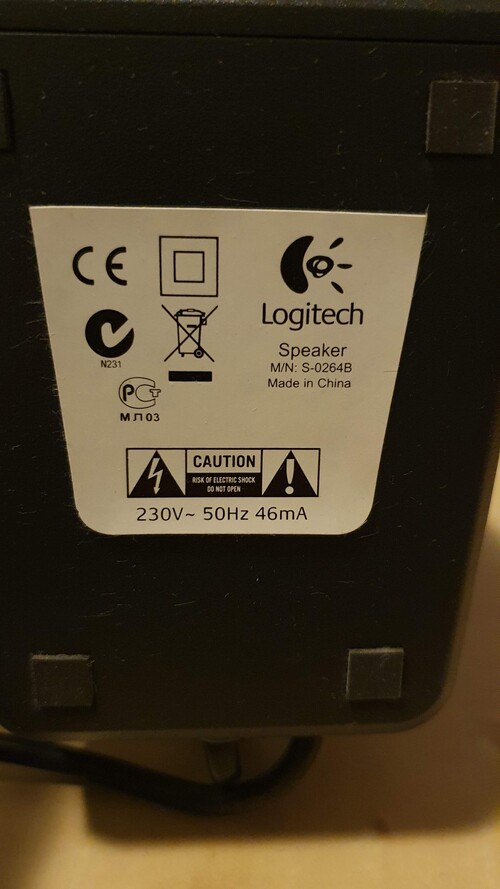 CE
N231
PCT
МЛ03
Logitech
Speaker
M/N: S-0264B
Made in China
CAUTION
RISK OF ELECTRIC SHOCK
DO NOT OPEN
230V~ 50Hz 46mA